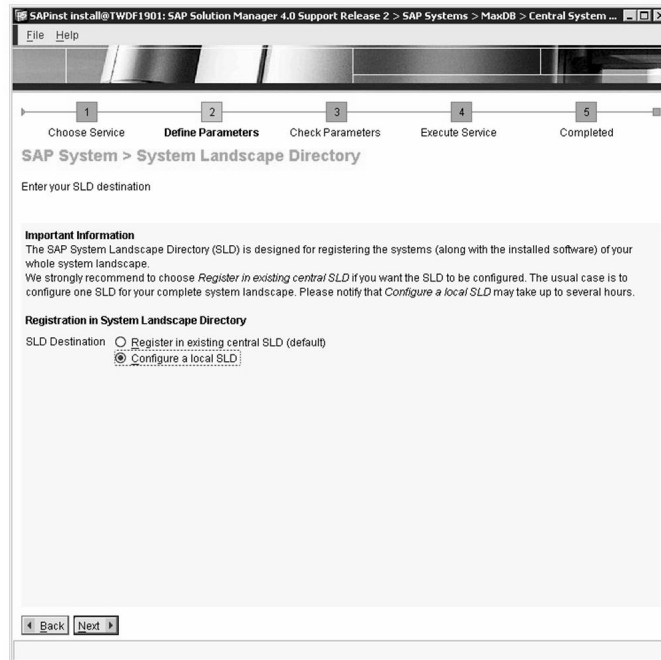 SAPinst install@TWDF1901: SAP Solution Manager 4.0 Support Release 2 > SAP Systems > MaxDB > Central System ...
File Help
1 2 3 4 5
Choose Service Define Parameters Check Parameters Execute Service Completed
SAP System > System Landscape Directory
Enter your SLD destination
Important Information
The SAP System Landscape Directory (SLD) is designed for registering the systems (along with the installed software) of your
whole system landscape.
We strongly recommend to choose Register in existing central SLD if you want the SLD to be configured. The usual case is to
configure one SLD for your complete system landscape. Please notify that Configure a local SLD may take up to several hours.
Registration in System Landscape Directory
SLD Destination Register in existing central SLD (default)
Configure a local SLD
Back Next